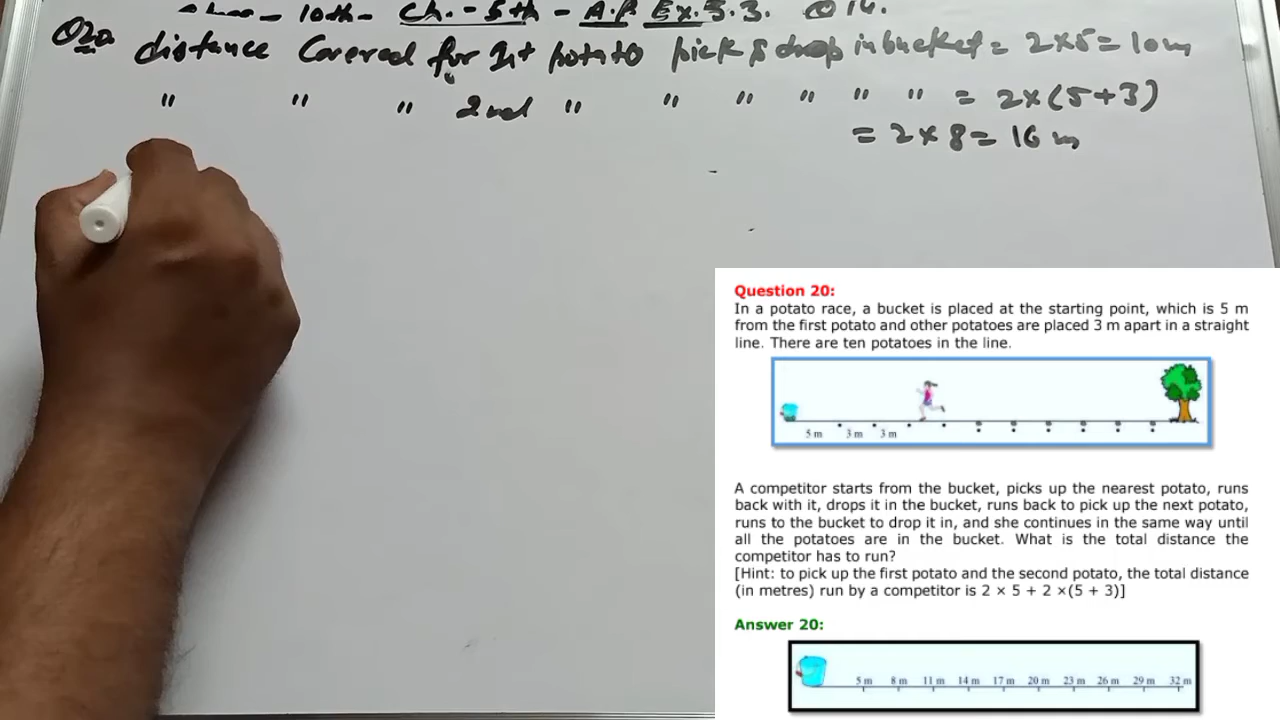 10th - Ch. - 5th - A.P Ex. 5.3. Q
Q20 distance Covered for 1st potato pick & drop in bucket = 2×5 = 10m
" " " 2nd " " " " " " = 2×(5+3)
= 2×8 = 16 m
Question 20:
In a potato race, a bucket is placed at the starting point, which is 5 m
from the first potato and other potatoes are placed 3 m apart in a straight
line. There are ten potatoes in the line.
5 m 3 m 3 m
A competitor starts from the bucket, picks up the nearest potato, runs
back with it, drops it in the bucket, runs back to pick up the next potato,
runs to the bucket to drop it in, and she continues in the same way until
all the potatoes are in the bucket. What is the total distance the
competitor has to run?
[Hint: to pick up the first potato and the second potato, the total distance
(in metres) run by a competitor is 2 × 5 + 2 ×(5 + 3)]
Answer 20:
5 m 8 m 11 m 14 m 17 m 20 m 23 m 26 m 29 m 32 m